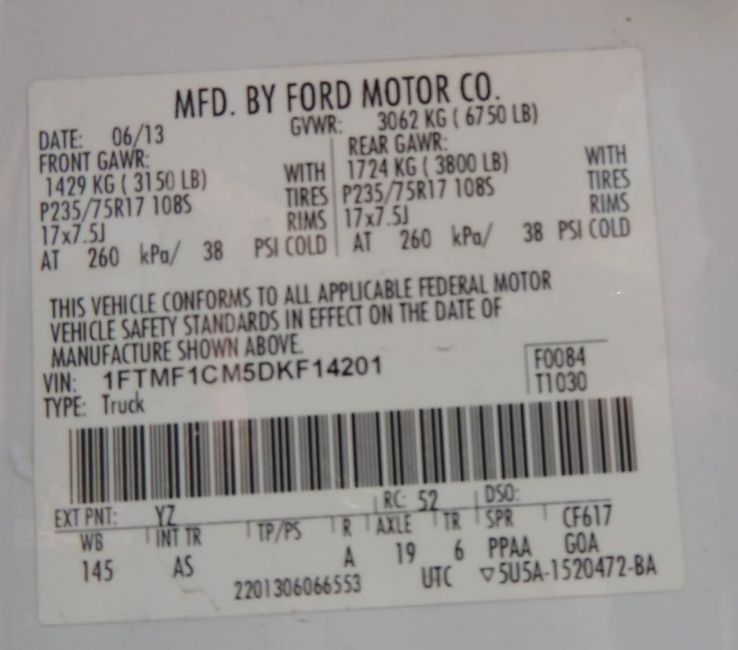 MFD. BY FORD MOTOR CO.
DATE: 06/13 GVWR: 3062 KG ( 6750 LB)
FRONT GAWR: REAR GAWR:
1429 KG ( 3150 LB) WITH 1724 KG ( 3800 LB) WITH
P235/75R17 108S TIRES P235/75R17 108S TIRES
17x7.5J RIMS 17x7.5J RIMS
AT 260 kPa/ 38 PSI COLD AT 260 kPa/ 38 PSI COLD
THIS VEHICLE CONFORMS TO ALL APPLICABLE FEDERAL MOTOR
VEHICLE SAFETY STANDARDS IN EFFECT ON THE DATE OF
MANUFACTURE SHOWN ABOVE.
VIN: 1FTMF1CM5DKF14201 F0084
TYPE: Truck T1030
EXT PNT: YZ RC: 52 DSO:
WB INT TR TP/PS R AXLE TR SPR CF617
145 AS A 19 6 PPAA GOA
2201306066553 UTC ▽5U5A-1520472-BA